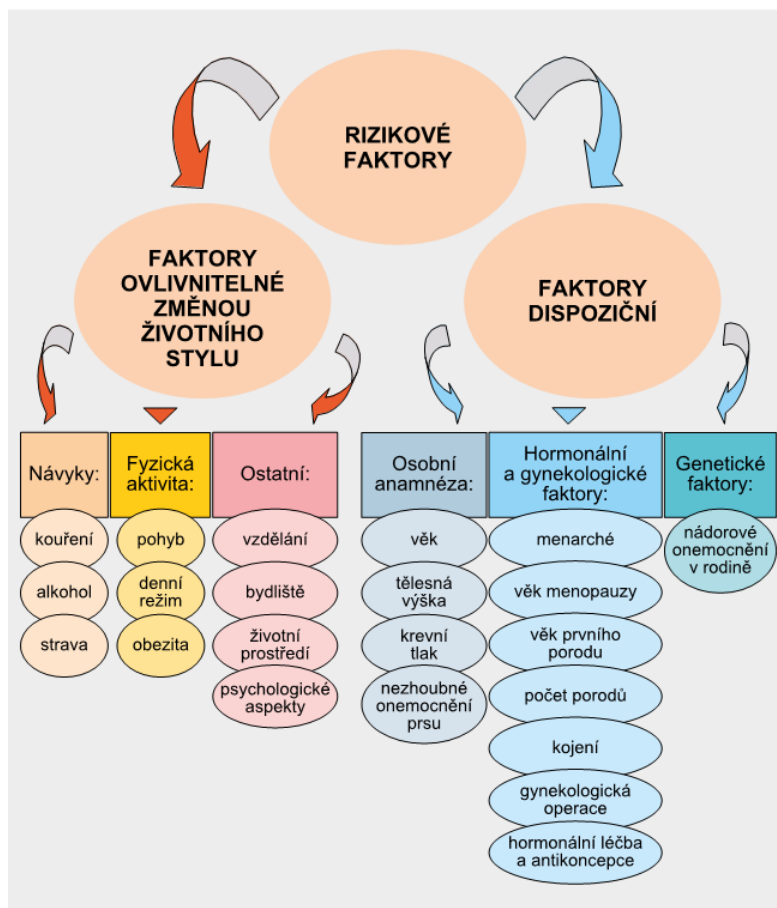 RIZIKOVÉ
FAKTORY
FAKTORY
OVLIVNITELNÉ
ZMĚNOU
ŽIVOTNÍHO
STYLU
FAKTORY
DISPOZIČNÍ
Návyky:
kouření
alkohol
strava
Fyzická
aktivita:
pohyb
denní
režim
obezita
Ostatní:
vzdělání
bydliště
životní
prostředí
psychologické
aspekty
Osobní
anamnéza:
věk
tělesná
výška
krevní
tlak
nezhoubné
onemocnění
prsu
Hormonální
a gynekologické
faktory:
menarché
věk menopauzy
věk prvního
porodu
počet porodů
kojení
gynekologická
operace
hormonální léčba
a antikoncepce
Genetické
faktory:
nádorové
onemocnění
v rodině